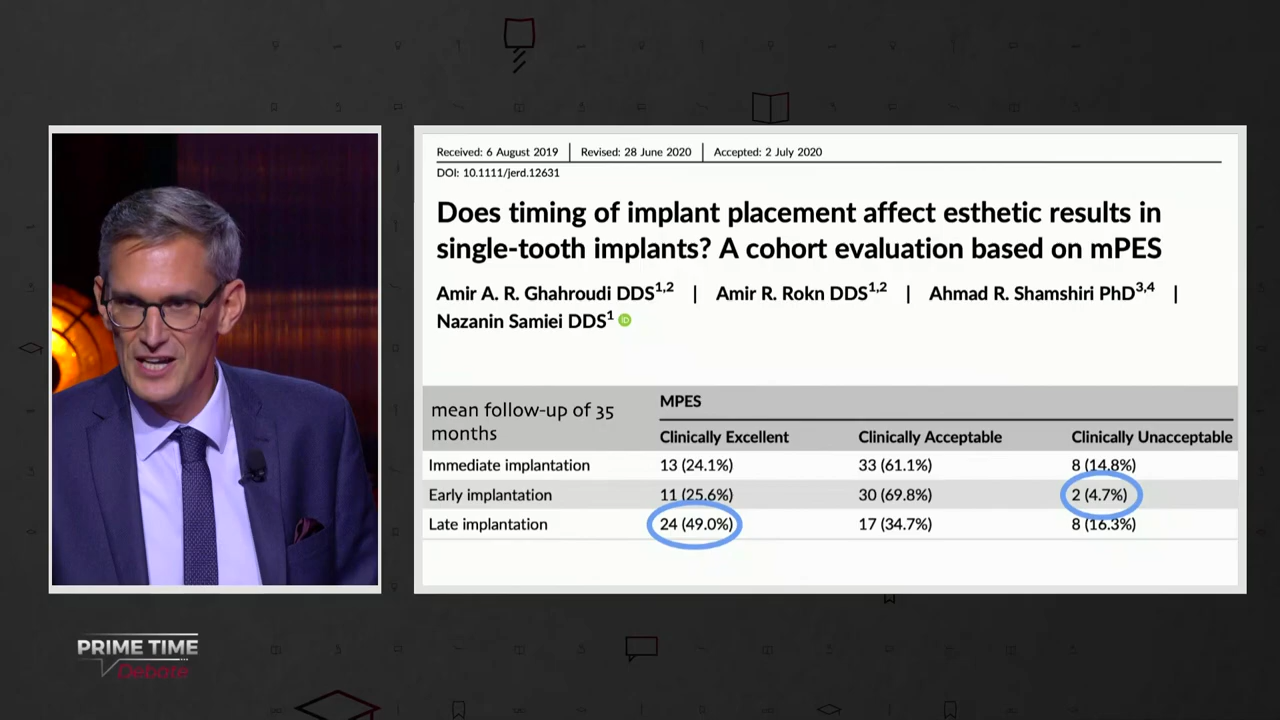 Received: 6 August 2019 | Revised: 28 June 2020 | Accepted: 2 July 2020
DOI: 10.1111/jerd.12631
Does timing of implant placement affect esthetic results in
single-tooth implants? A cohort evaluation based on mPES
Amir A. R. Ghahroudi DDS1,2 | Amir R. Rokn DDS1,2 | Ahmad R. Shamshiri PhD3,4 |
Nazanin Samiei DDS1 iD
mean follow-up of 35
months
MPES
Clinically Excellent Clinically Acceptable Clinically Unacceptable
Immediate implantation 13 (24.1%) 33 (61.1%) 8 (14.8%)
Early implantation 11 (25.6%) 30 (69.8%) 2 (4.7%)
Late implantation 24 (49.0%) 17 (34.7%) 8 (16.3%)
PRIME TIME
Debate